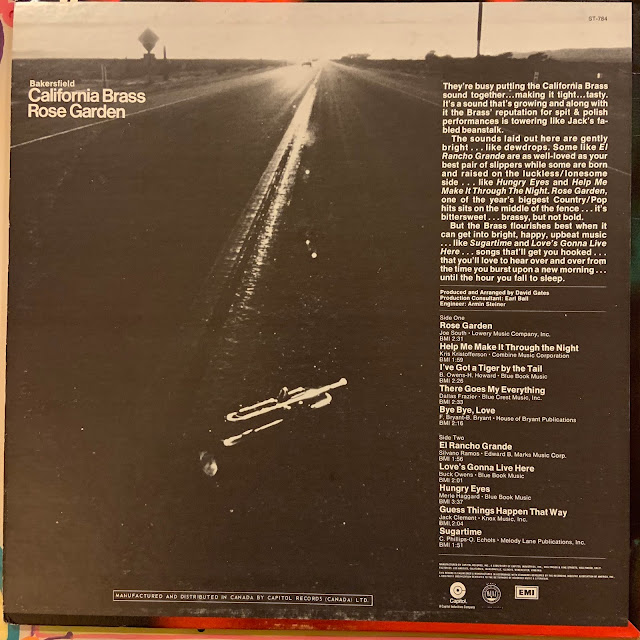 ST-784
Bakersfield
California Brass
Rose Garden
They're busy putting the California Brass
sound together...making it tight...tasty.
It's a sound that's growing and along with
it the Brass' reputation for spit & polish
performances is towering like Jack's fa-
bled beanstalk.
The sounds laid out here are gently
bright . . . like dewdrops. Some like El
Rancho Grande are as well-loved as your
best pair of slippers while some are born
and raised on the luckless/lonesome
side . . . like Hungry Eyes and Help Me
Make It Through The Night. Rose Garden,
one of the year's biggest Country/Pop
hits sits on the middle of the fence . . . it's
bittersweet . . . brassy, but not bold.
But the Brass flourishes best when it
can get into bright, happy, upbeat music
. . . like Sugartime and Love's Gonna Live
Here . . . songs that'll get you hooked . . .
that you'll love to hear over and over from
the time you burst upon a new morning . . .
until the hour you fall to sleep.
Produced and Arranged by David Gates
Production Consultant: Earl Ball
Engineer: Armin Steiner
Side One
Rose Garden
Joe South • Lowery Music Company, Inc.
BMI 2:31
Help Me Make It Through the Night
Kris Kristofferson • Combine Music Corporation
BMI 1:59
I've Got a Tiger by the Tail
B. Owens-H. Howard • Blue Book Music
BMI 2:26
There Goes My Everything
Dallas Frazier • Blue Crest Music, Inc.
BMI 2:33
Bye Bye, Love
F. Bryant-B. Bryant • House of Bryant Publications
BMI 2:18
Side Two
El Rancho Grande
Silvano Ramos • Edward B. Marks Music Corp.
BMI 1:56
Love's Gonna Live Here
Buck Owens • Blue Book Music
BMI 2:01
Hungry Eyes
Merle Haggard • Blue Book Music
BMI 3:37
Guess Things Happen That Way
Jack Clement • Knox Music, Inc.
BMI 2:04
Sugartime
C. Phillips-O. Echols • Melody Lane Publications, Inc.
BMI 1:51
Capitol
EMI
MANUFACTURED AND DISTRIBUTED IN CANADA BY CAPITOL RECORDS (CANADA) LTD.